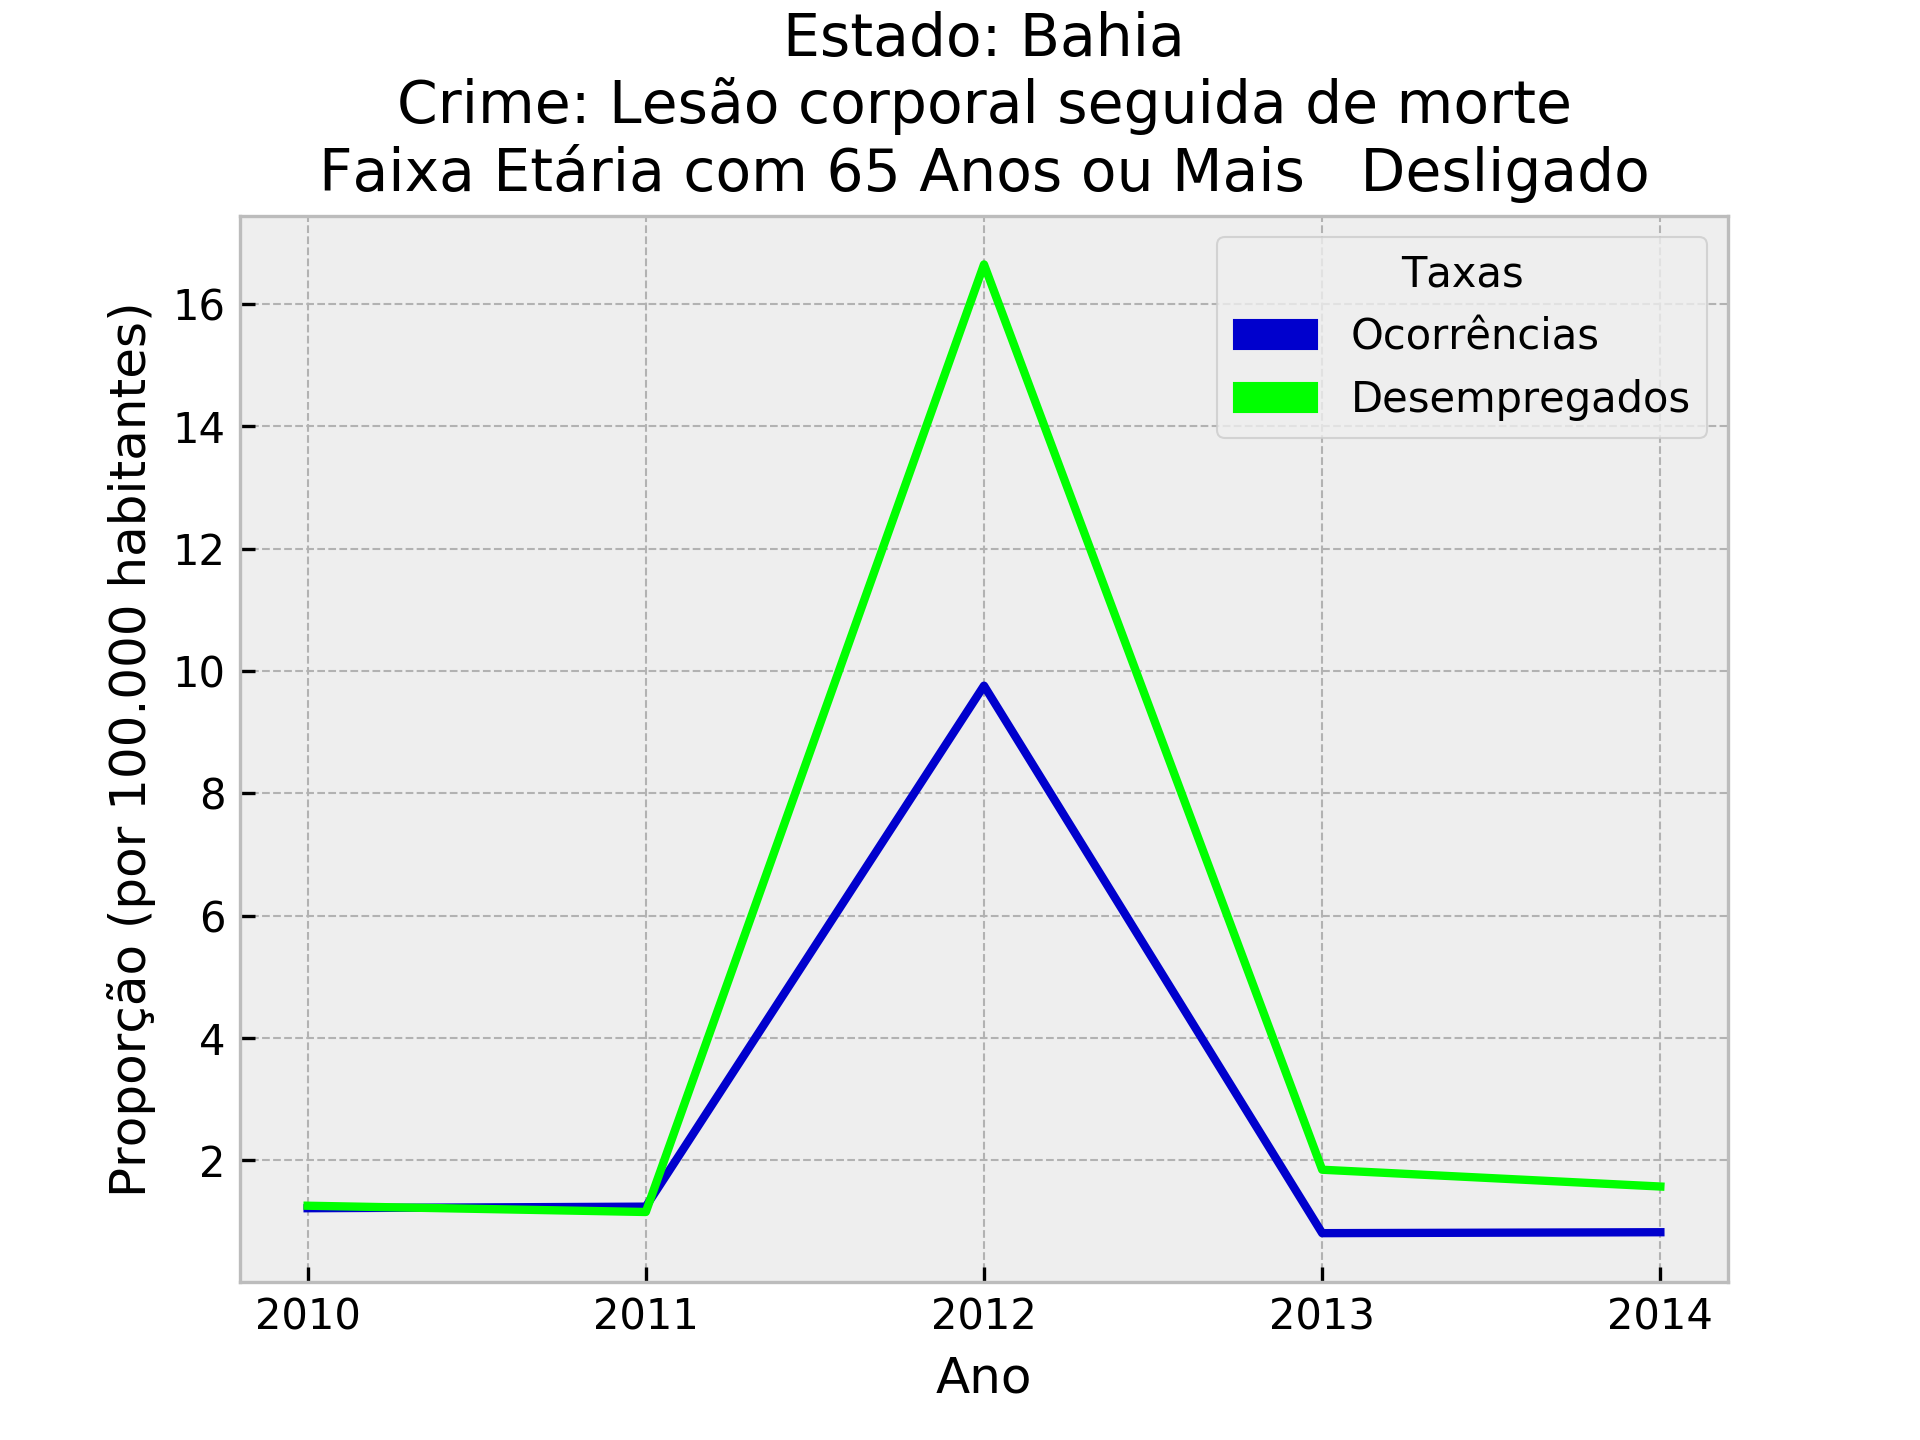 Estado: Bahia
Crime: Lesão corporal seguida de morte
Faixa Etária com 65 Anos ou Mais   Desligado
Proporção (por 100.000 habitantes)
16
14
12
10
8
6
4
2
Taxas
Ocorrências
Desempregados
2010 2011 2012 2013 2014
Ano